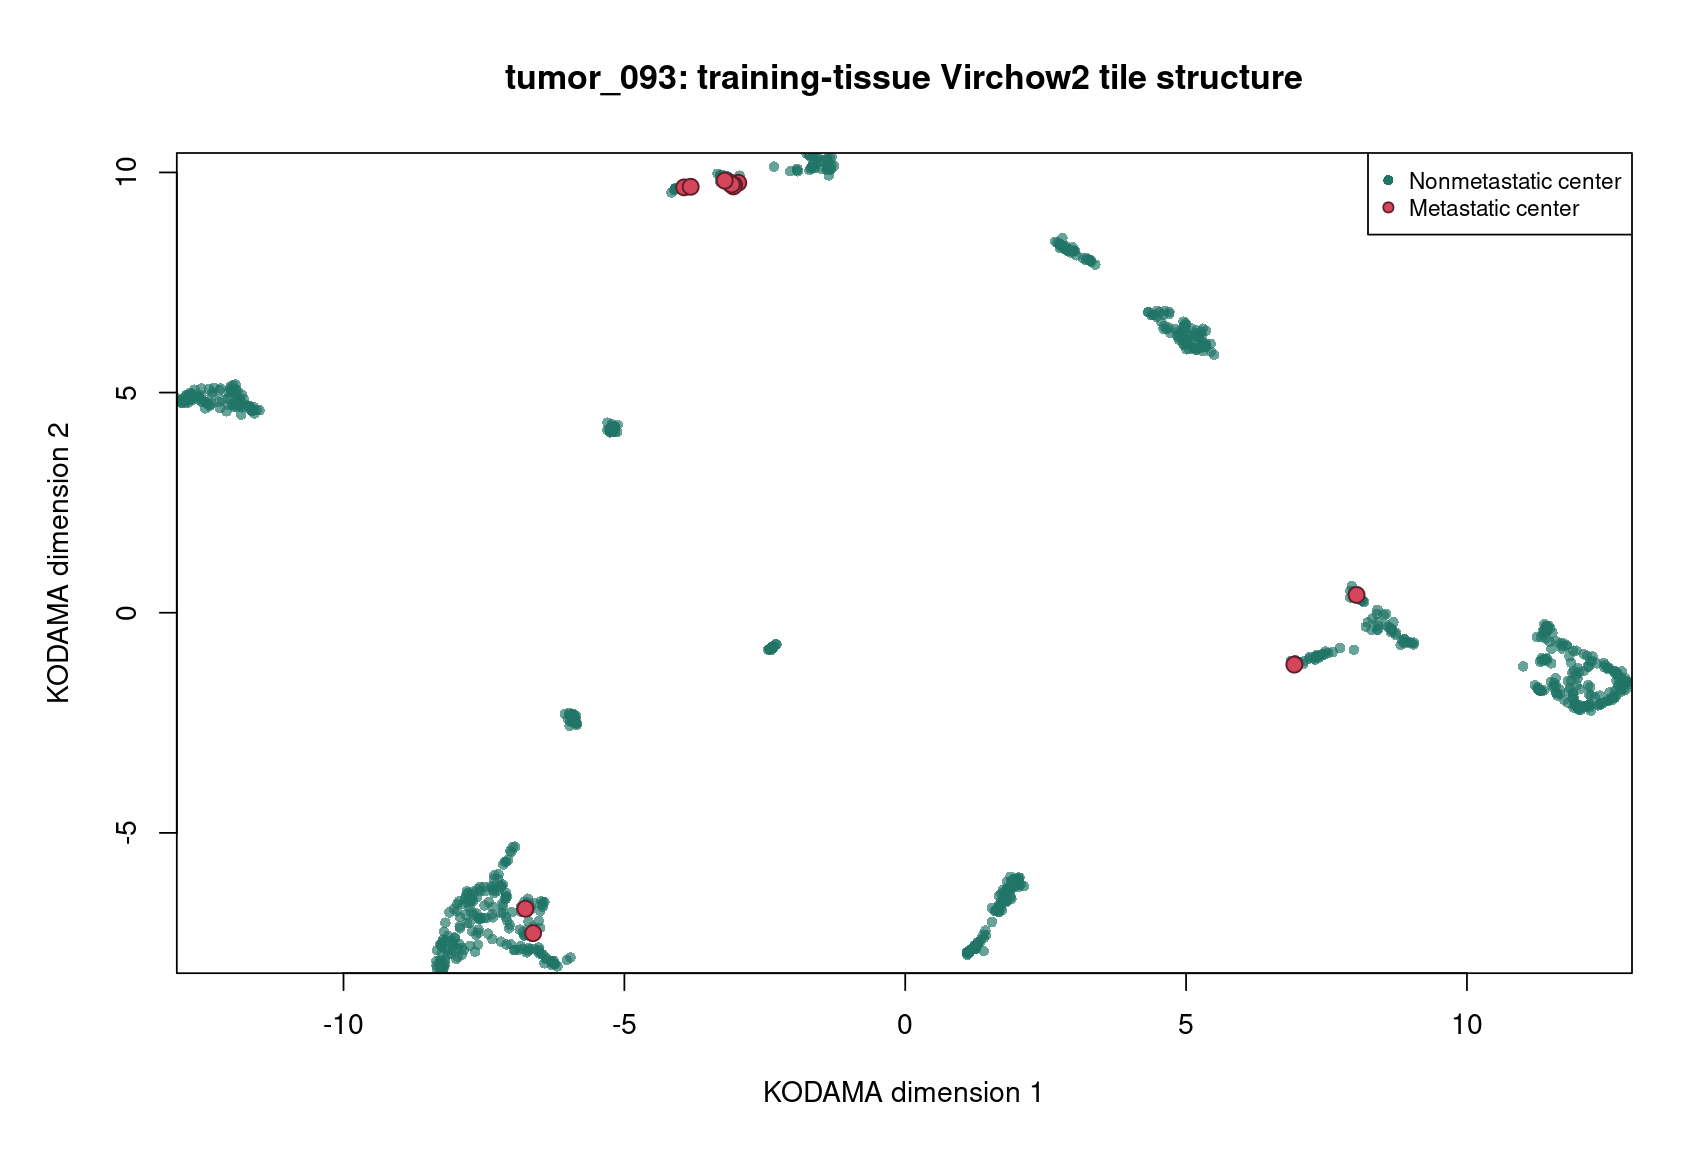 tumor_093: training-tissue Virchow2 tile structure
Nonmetastatic center
Metastatic center
KODAMA dimension 2
10
5
0
-5
-10
-5
0
5
10
KODAMA dimension 1